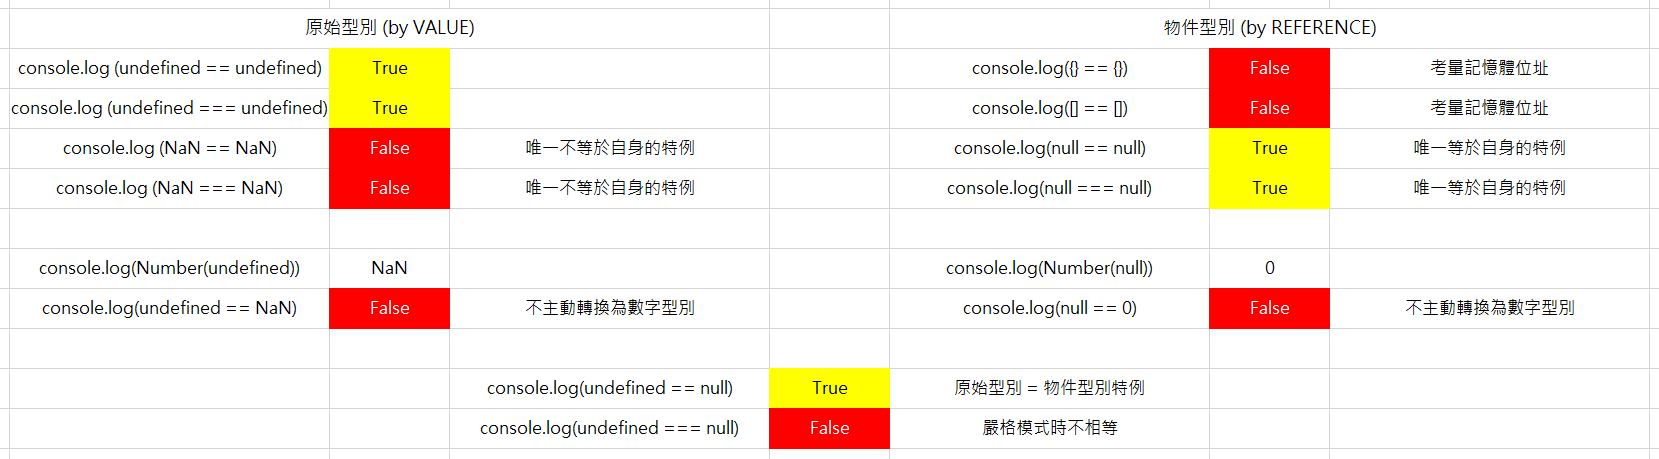 原始型別 (by VALUE) 物件型別 (by REFERENCE)
console.log (undefined == undefined) True console.log({} == {}) False 考量記憶體位址
console.log (undefined === undefined) True console.log([] == []) False 考量記憶體位址
console.log (NaN == NaN) False 唯一不等於自身的特例 console.log(null == null) True 唯一等於自身的特例
console.log (NaN === NaN) False 唯一不等於自身的特例 console.log(null === null) True 唯一等於自身的特例
console.log(Number(undefined)) NaN console.log(Number(null)) 0
console.log(undefined == NaN) False 不主動轉換為數字型別 console.log(null == 0) False 不主動轉換為數字型別
console.log(undefined == null) True 原始型別 = 物件型別特例
console.log(undefined === null) False 嚴格模式時不相等